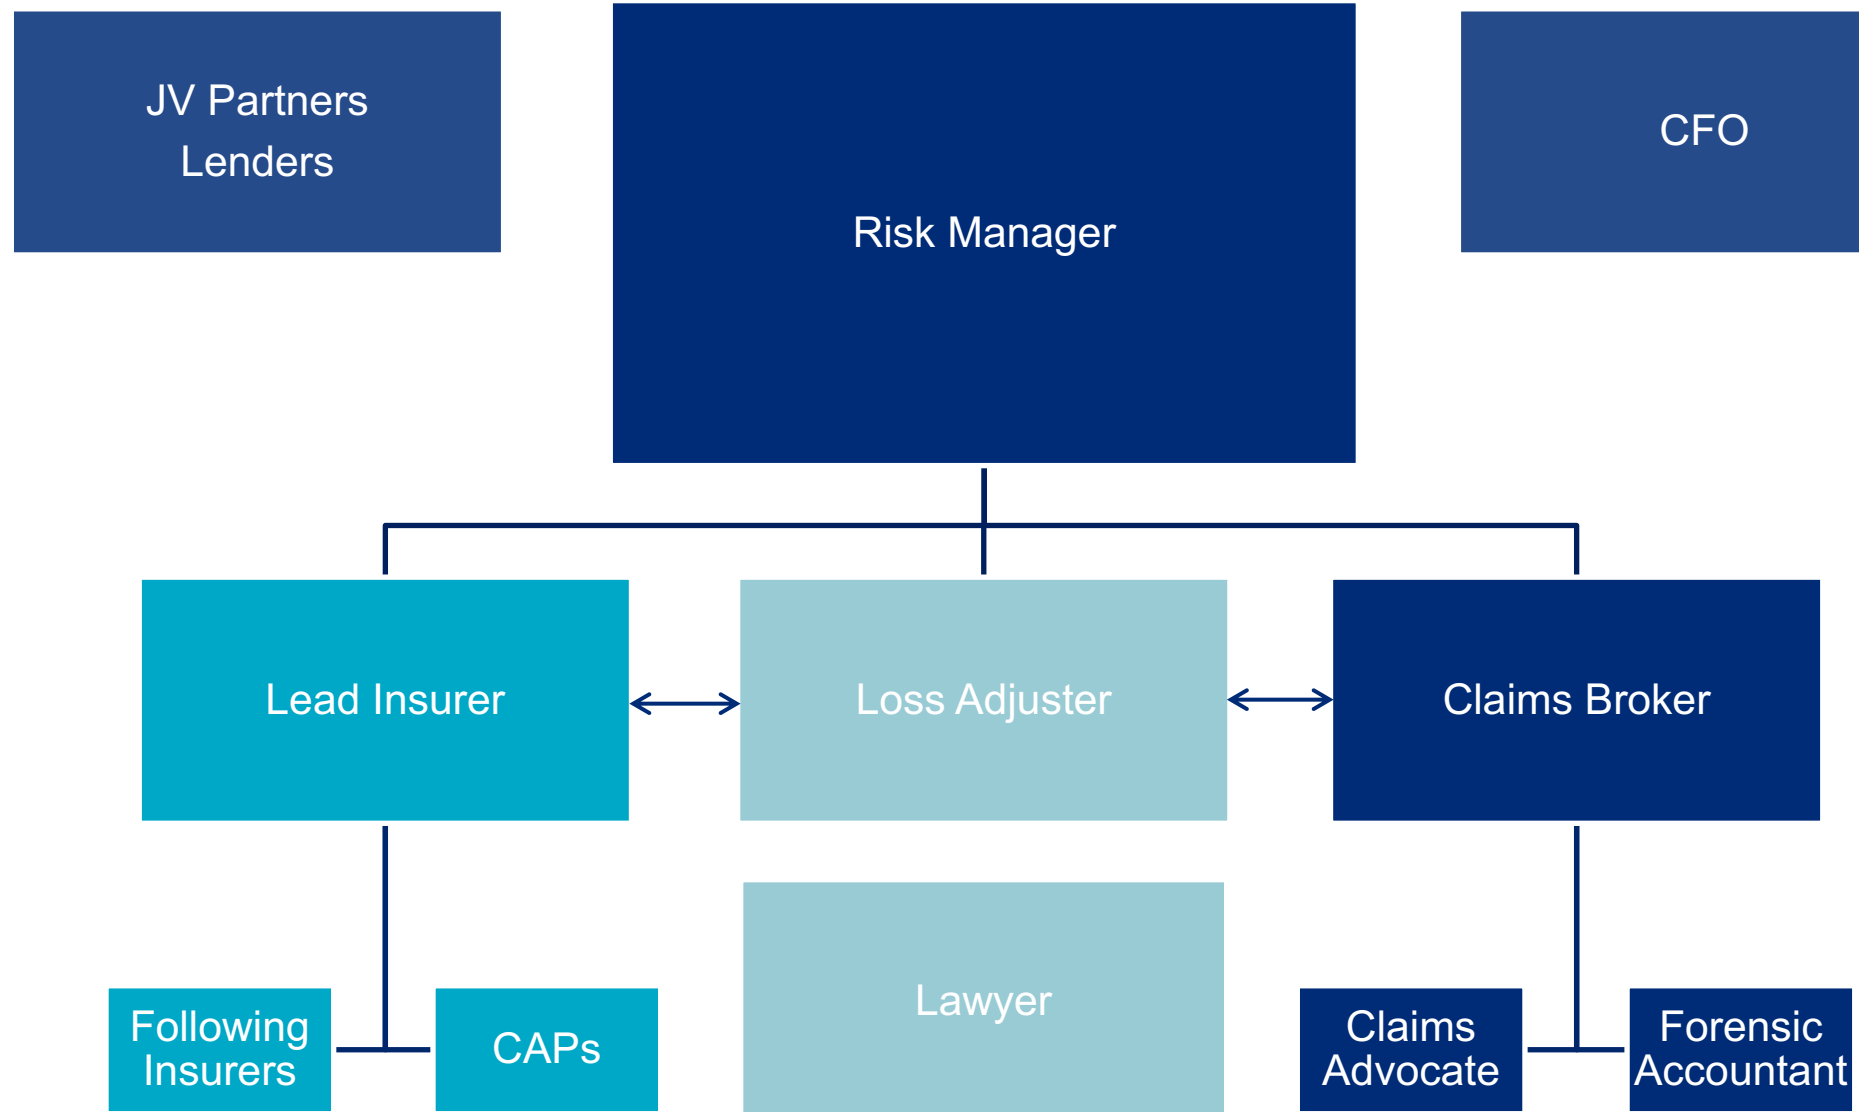 JV Partners
Lenders
Risk Manager
CFO
Lead Insurer
Loss Adjuster
Claims Broker
Following
Insurers
CAPs
Lawyer
Claims
Advocate
Forensic
Accountant